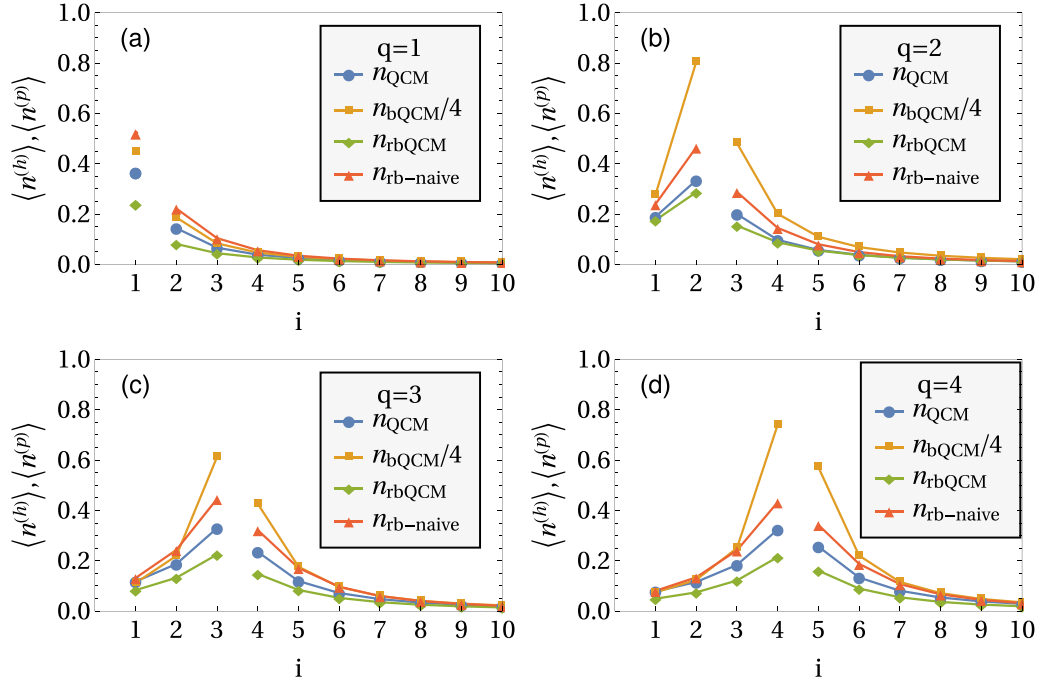 (a)
q=1
n_QCM
n_bQCM/4
n_rbQCM
n_rb-naive
⟨n^(h)⟩,⟨n^(p)⟩
1.0
0.8
0.6
0.4
0.2
0.0
1 2 3 4 5 6 7 8 9 10
i
(b)
q=2
n_QCM
n_bQCM/4
n_rbQCM
n_rb-naive
⟨n^(h)⟩,⟨n^(p)⟩
1.0
0.8
0.6
0.4
0.2
0.0
1 2 3 4 5 6 7 8 9 10
i
(c)
q=3
n_QCM
n_bQCM/4
n_rbQCM
n_rb-naive
⟨n^(h)⟩,⟨n^(p)⟩
1.0
0.8
0.6
0.4
0.2
0.0
1 2 3 4 5 6 7 8 9 10
i
(d)
q=4
n_QCM
n_bQCM/4
n_rbQCM
n_rb-naive
⟨n^(h)⟩,⟨n^(p)⟩
1.0
0.8
0.6
0.4
0.2
0.0
1 2 3 4 5 6 7 8 9 10
i